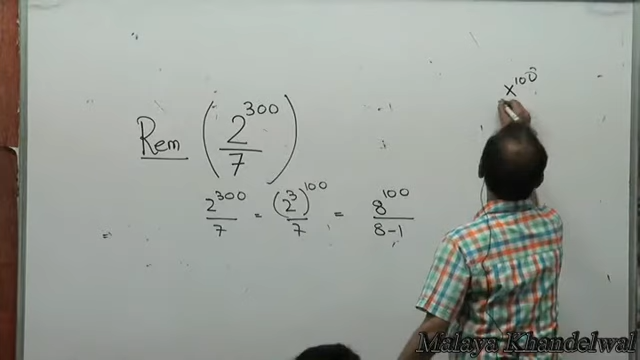 x^100
Rem (2^300/7)
2^300/7 = (2^3)^100/7 = 8^100/8-1
=
Malaya Khandelwal